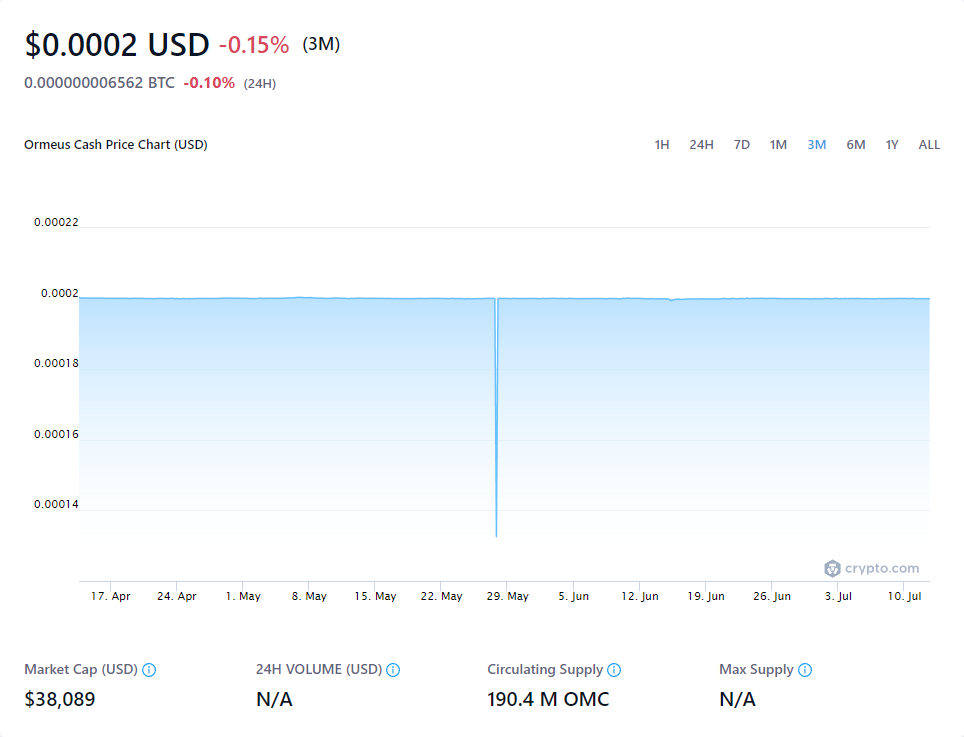 $0.0002 USD -0.15% (3M)
0.000000006562 BTC -0.10% (24H)
Ormeus Cash Price Chart (USD) 1H 24H 7D 1M 3M 6M 1Y ALL
0.00022
0.0002
0.00018
0.00016
0.00014
crypto.com
17. Apr 24. Apr 1. May 8. May 15. May 22. May 29. May 5. Jun 12. Jun 19. Jun 26. Jun 3. Jul 10. Jul
Market Cap (USD) 24H VOLUME (USD) Circulating Supply Max Supply
$38,089 N/A 190.4 M OMC N/A